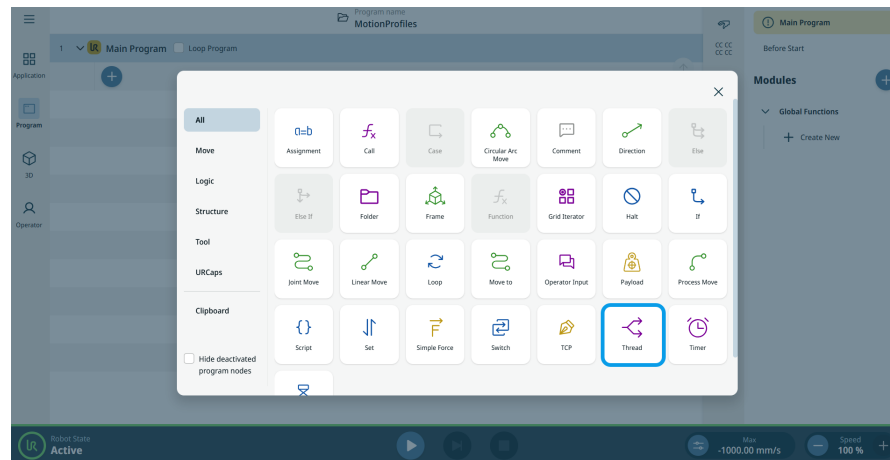 Program name
MotionProfiles
Application
Program
3D
Operator
1 Main Program Loop Program
CC CC
CC CC
Main Program
Before Start
Modules
Global Functions
Create New
All
Move
Logic
Structure
Tool
URCaps
Clipboard
Hide deactivated
program nodes
a=b
Assignment
fx
Call
Case
Circular Arc
Move
Comment
Direction
Else
Else If
Folder
Frame
fx
Function
Grid Iterator
Halt
If
Joint Move
Linear Move
Loop
Move to
Operator Input
Payload
Process Move
{}
Script
Set
F
Simple Force
Switch
TCP
Thread
Timer
Robot State
Active
Max
-1000.00 mm/s
Speed
100 %